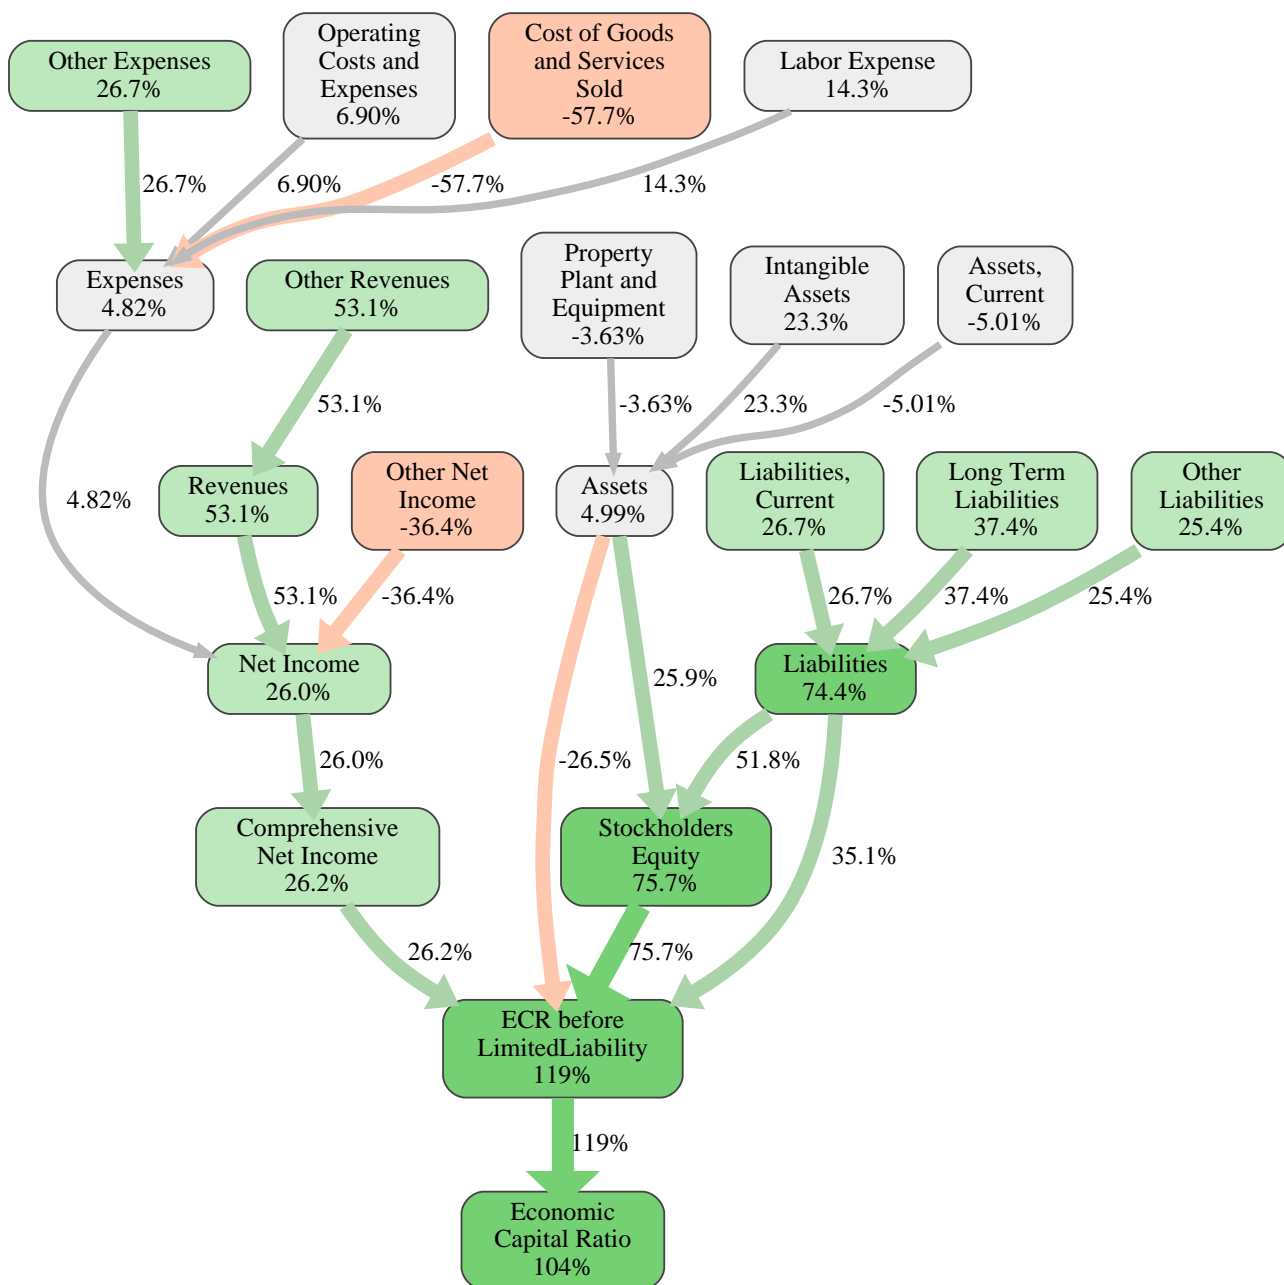 Other Expenses
26.7%
Operating
Costs and
Expenses
6.90%
Cost of Goods
and Services
Sold
-57.7%
Labor Expense
14.3%
26.7%
6.90%
-57.7%
14.3%
Expenses
4.82%
Other Revenues
53.1%
Property
Plant and
Equipment
-3.63%
Intangible
Assets
23.3%
Assets,
Current
-5.01%
53.1%
-3.63%
23.3%
-5.01%
4.82%
Revenues
53.1%
Other Net
Income
-36.4%
Assets
4.99%
Liabilities,
Current
26.7%
Long Term
Liabilities
37.4%
Other
Liabilities
25.4%
53.1%
-36.4%
26.7%
37.4%
25.4%
Net Income
26.0%
25.9%
Liabilities
74.4%
26.0%
-26.5%
51.8%
Comprehensive
Net Income
26.2%
Stockholders
Equity
75.7%
35.1%
26.2%
75.7%
ECR before
LimitedLiability
119%
119%
Economic
Capital Ratio
104%